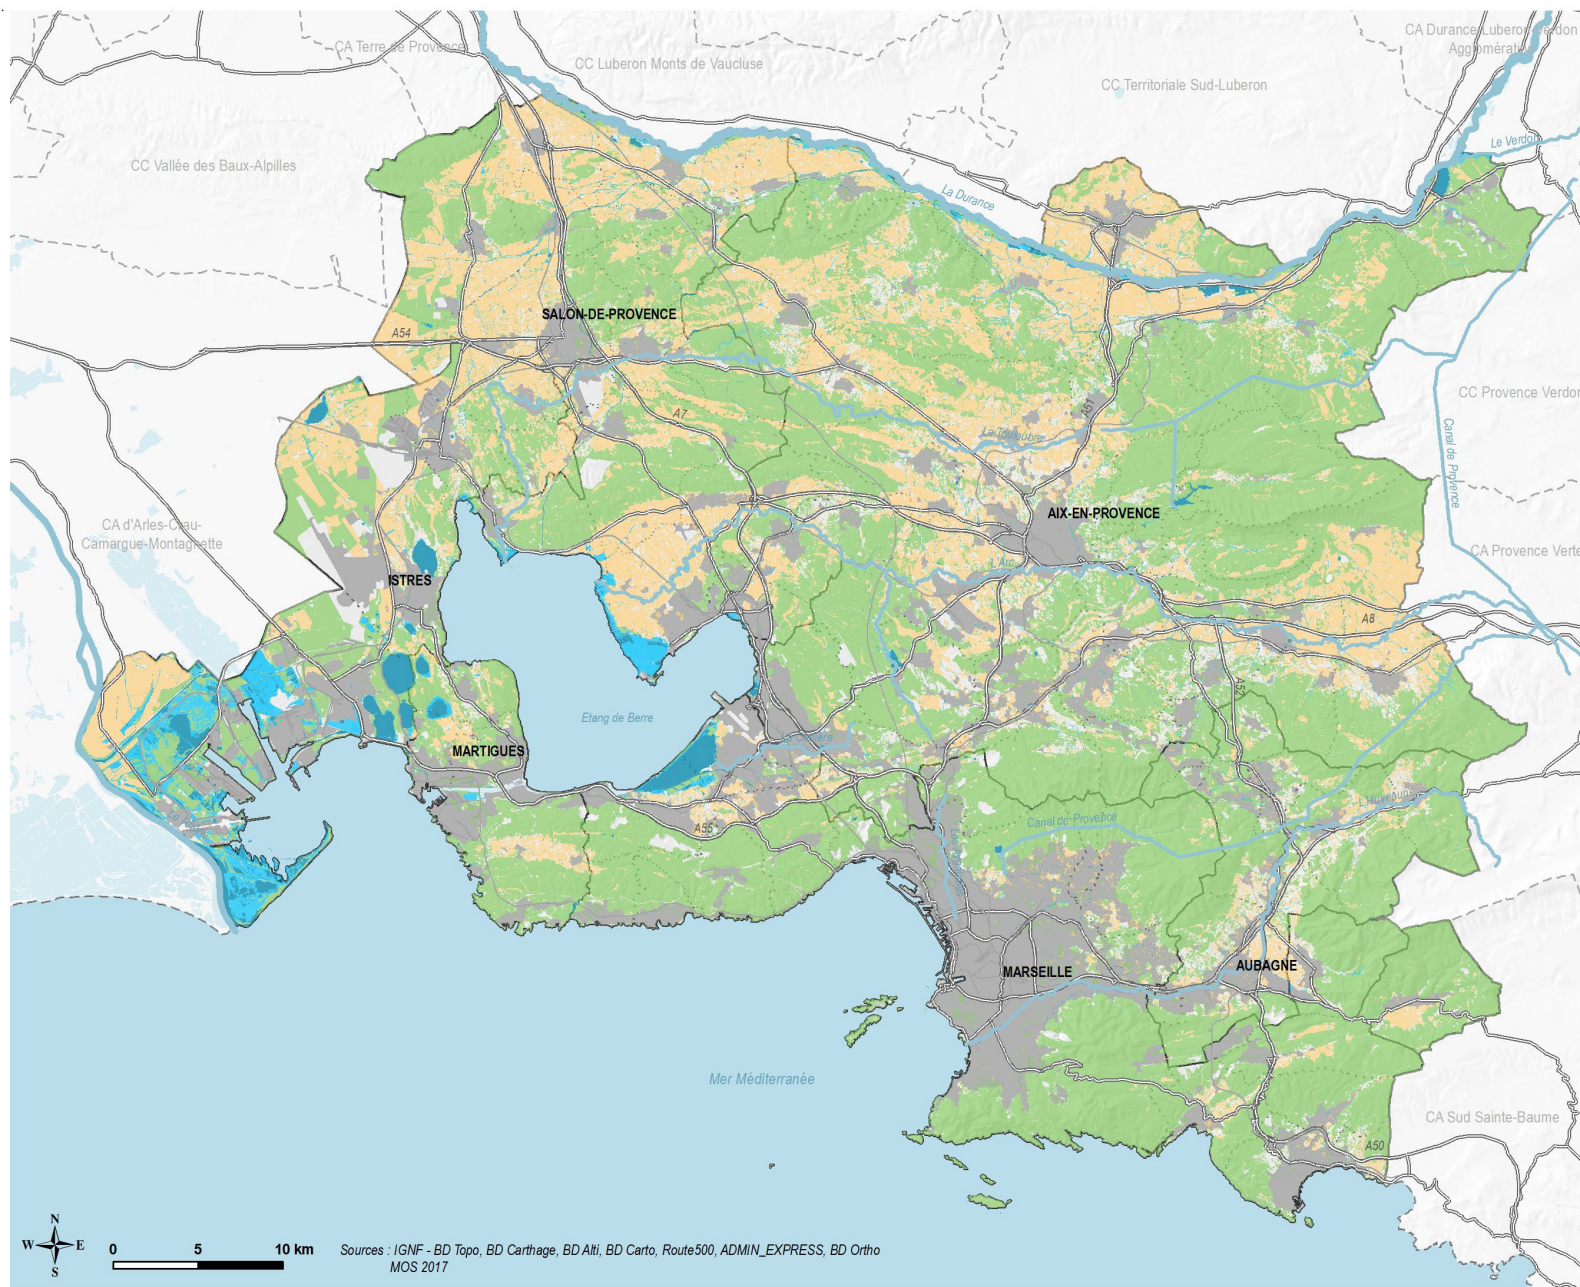 CA Terre de Provence
CC Luberon Monts de Vaucluse
CC Territoriale Sud-Luberon
CA Durance-Luberon-Verdon
Agglomération
Le Verdon
CC Vallée des Baux-Alpilles
La Durance
SALON-DE-PROVENCE
A54
CC Provence Verdon
A7
A51
La Touloubre
Canal de Provence
CA d'Arles-Crau-
Camargue-Montagnette
AIX-EN-PROVENCE
CA Provence Verte
L'Arc
ISTRES
A8
A52
Etang de Berre
MARTIGUES
A55
Canal de Provence
L'Huveaune
MARSEILLE
AUBAGNE
Mer Méditerranée
CA Sud Sainte-Baume
A50
N
W E
S
0 5 10 km
Sources : IGNF - BD Topo, BD Carthage, BD Alti, BD Carto, Route500, ADMIN_EXPRESS, BD Ortho
MOS 2017